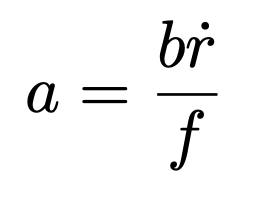 a = \frac{b\dot{r}}{f}